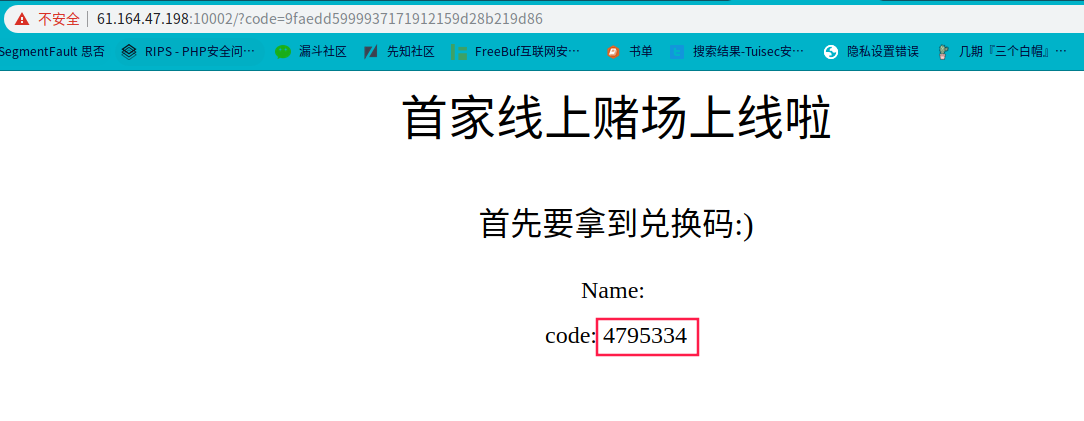 不安全 61.164.47.198:10002/?code=9faedd5999937171912159d28b219d86
SegmentFault 思否 RIPS - PHP安全问… 漏斗社区 先知社区 FreeBuf互联网安… 书单 搜索结果-Tuisec安… 隐私设置错误 几期『三个白帽』…
首家线上赌场上线啦
首先要拿到兑换码:)
Name:
code: 4795334